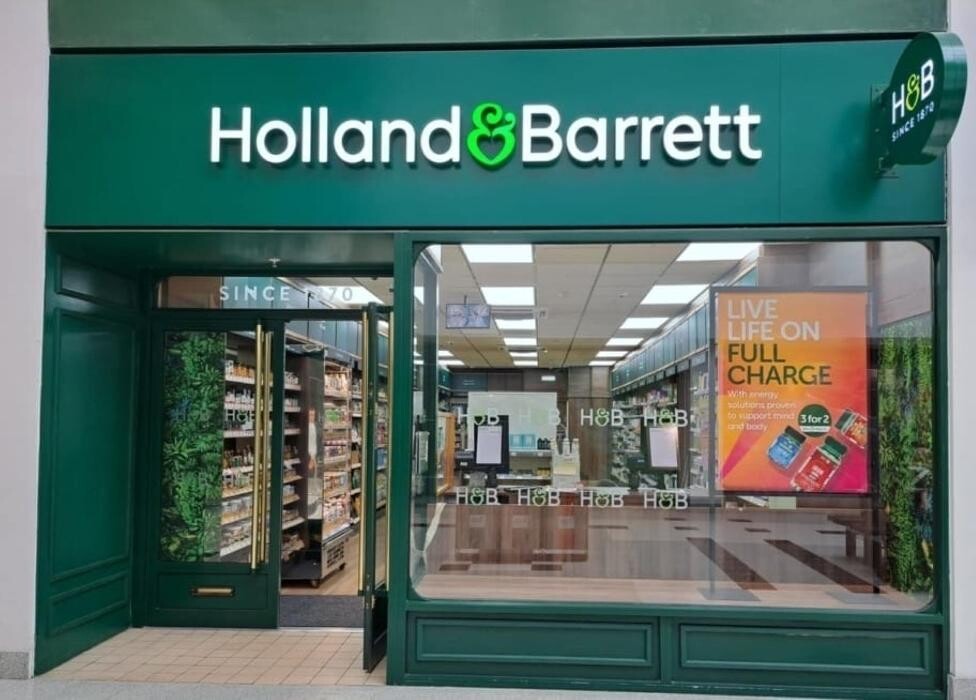 Holland & Barrett
H&B
SINCE 1870
SINCE 1870
LIVE
LIFE ON
FULL
CHARGE
With energy
solutions proven
to support mind
and body
3 for 2
H&B H&B H&B H&B
H&B H&B H&B H&B
H&B H&B